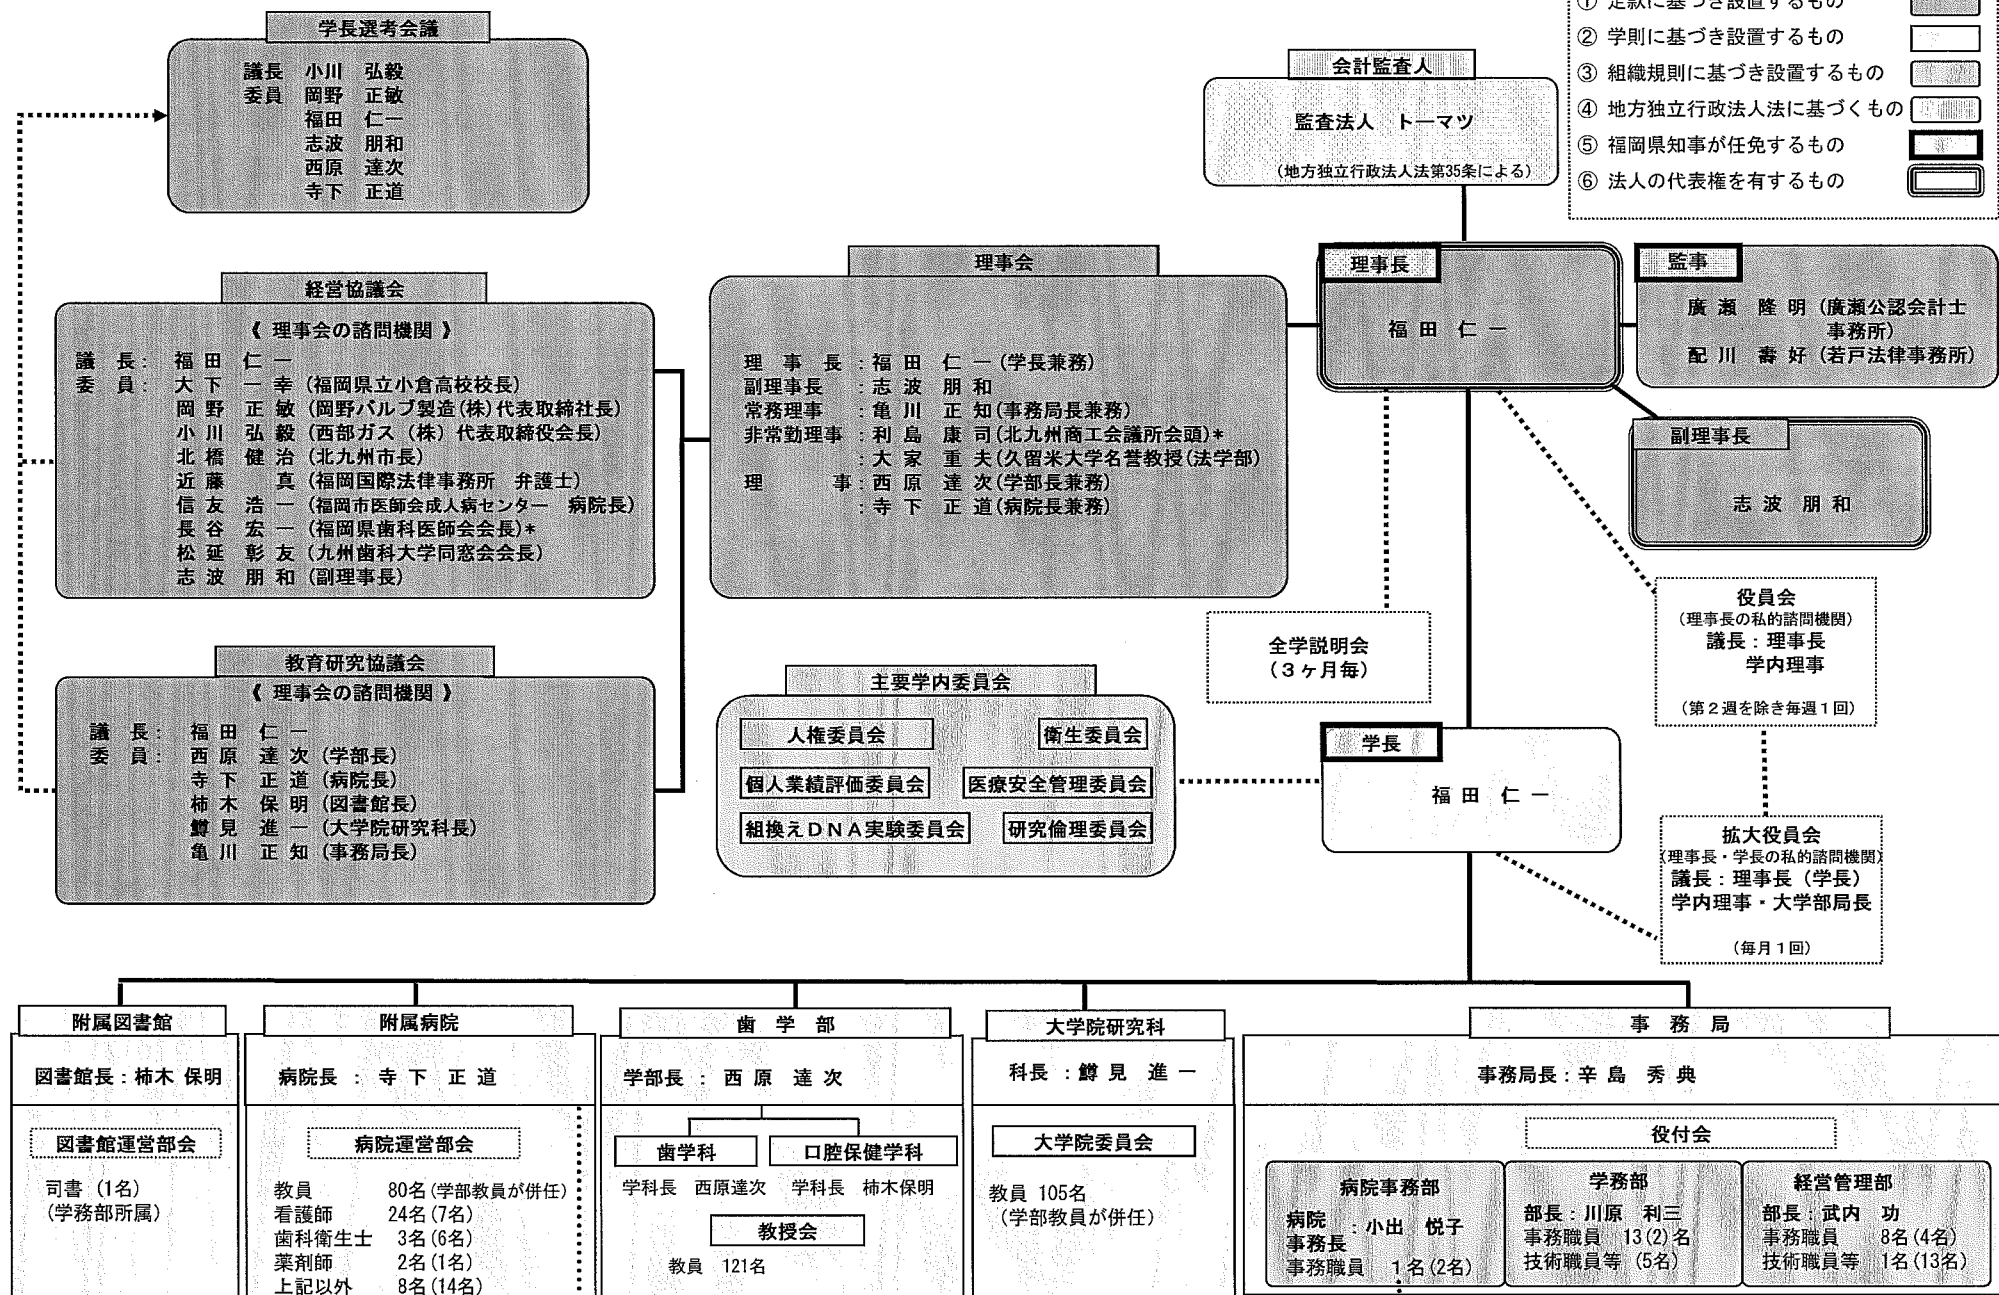 学長選考会議
議長 小川 弘毅
委員 岡野 正敏
福田 仁一
志波 朋和
西原 達次
寺下 正道
会計監査人
監査法人 トーマツ
(地方独立行政法人法第35条による)
① 定款に基づき設置するもの
② 学則に基づき設置するもの
③ 組織規則に基づき設置するもの
④ 地方独立行政法人法に基づくもの
⑤ 福岡県知事が任免するもの
⑥ 法人の代表権を有するもの
経営協議会
《 理事会の諮問機関 》
議 長: 福 田 仁 一
委 員: 大 下 一 幸 (福岡県立小倉高校校長)
岡 野 正 敏 (岡野バルブ製造(株)代表取締社長)
小 川 弘 毅 (西部ガス (株) 代表取締役会長)
北 橋 健 治 (北九州市長)
近 藤 真 (福岡国際法律事務所 弁護士)
信 友 浩 一 (福岡市医師会成人病センター 病院長)
長 谷 宏 一 (福岡県歯科医師会会長)*
松 延 彰 友 (九州歯科大学同窓会会長)
志 波 朋 和 (副理事長)
理事会
理 事 長 :福 田 仁 一 (学長兼務)
副理事長 :志 波 朋 和
常務理事 :亀 川 正 知 (事務局長兼務)
非常勤理事 :利 島 康 司 (北九州商工会議所会頭)*
:大 家 重 夫 (久留米大学名誉教授(法学部)
理 事:西 原 達 次 (学部長兼務)
:寺 下 正 道 (病院長兼務)
理事長
福 田 仁 一
監事
廣 瀬 隆 明 (廣瀬公認会計士
事務所)
配 川 壽 好 (若戸法律事務所)
副理事長
志 波 朋 和
教育研究協議会
《 理事会の諮問機関 》
議 長: 福 田 仁 一
委 員: 西 原 達 次 (学部長)
寺 下 正 道 (病院長)
柿 木 保 明 (図書館長)
鱒 見 進 一 (大学院研究科長)
亀 川 正 知 (事務局長)
主要学内委員会
人権委員会
衛生委員会
個人業績評価委員会
医療安全管理委員会
組換えDNA実験委員会
研究倫理委員会
全学説明会
(3ヶ月毎)
役員会
(理事長の私的諮問機関)
議長:理事長
学内理事
(第2週を除き毎週1回)
学長
福 田 仁 一
拡大役員会
(理事長・学長の私的諮問機関)
議長:理事長 (学長)
学内理事・大学部局長
(毎月1回)
附属図書館
図書館長:柿木 保明
図書館運営部会
司書 (1名)
(学務部所属)
附属病院
病院長 : 寺 下 正 道
病院運営部会
教員 80名(学部教員が併任)
看護師 24名(7名)
歯科衛生士 3名(6名)
薬剤師 2名(1名)
上記以外 8名(14名)
歯 学 部
学部長 : 西 原 達 次
歯学科
口腔保健学科
学科長 西原達次
学科長 柿木保明
教授会
教員 121名
大学院研究科
科長 :鱒 見 進 一
大学院委員会
教員 105名
(学部教員が併任)
事 務 局
事務局長:辛 島 秀 典
役付会
病院事務部
病院
事務長
:小出 悦子
事務職員 1名(2名)
学務部
部長:川原 利三
事務職員 13(2)名
技術職員等 (5名)
経営管理部
部長:武内 功
事務職員 8名(4名)
技術職員等 1名(13名)